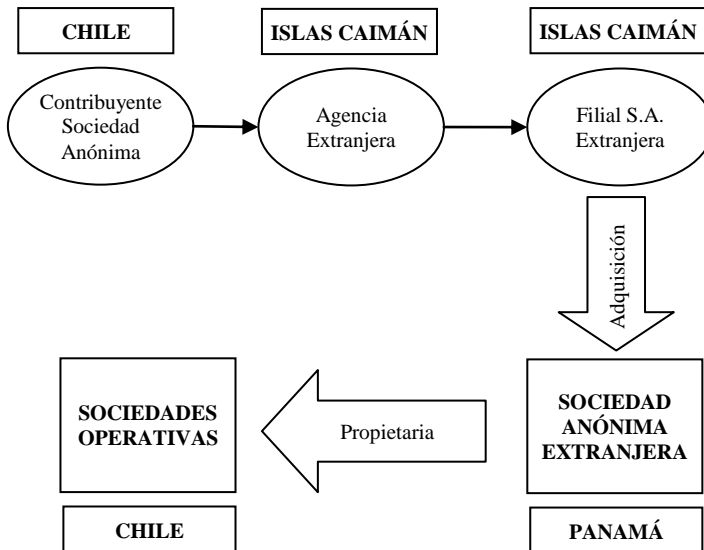 CHILE
ISLAS CAIMÁN
ISLAS CAIMÁN
Contribuyente
Sociedad
Anónima
Agencia
Extranjera
Filial S.A.
Extranjera
Adquisición
SOCIEDADES
OPERATIVAS
Propietaria
SOCIEDAD
ANÓNIMA
EXTRANJERA
CHILE
PANAMÁ